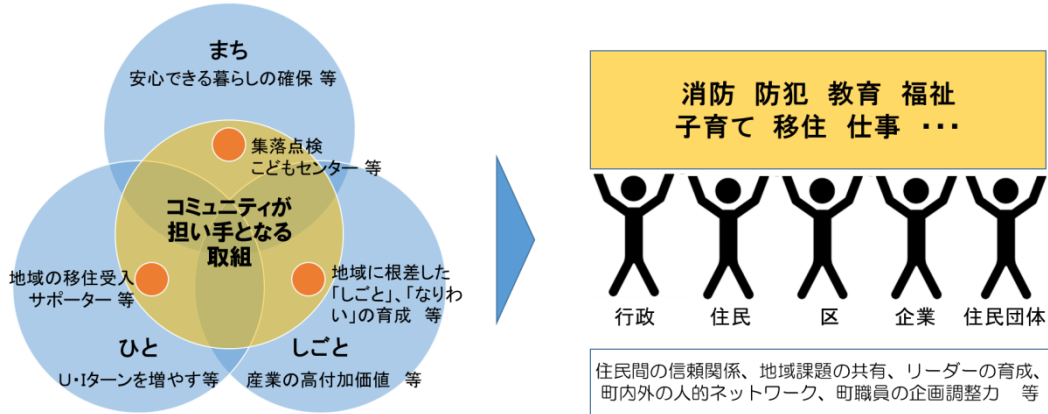 まち
安心できる暮らしの確保 等
集落点検
こどもセンター 等
コミュニティが
担い手となる
取組
地域の移住受入
サポーター 等
地域に根差した
「しごと」、「なりわ
い」の育成 等
ひと
U・Iターンを増やす等
しごと
産業の高付加価値 等
消防 防犯 教育 福祉
子育て 移住 仕事 ・・・
行政 住民 区 企業 住民団体
住民間の信頼関係、地域課題の共有、リーダーの育成、
町内外の人的ネットワーク、町職員の企画調整力 等